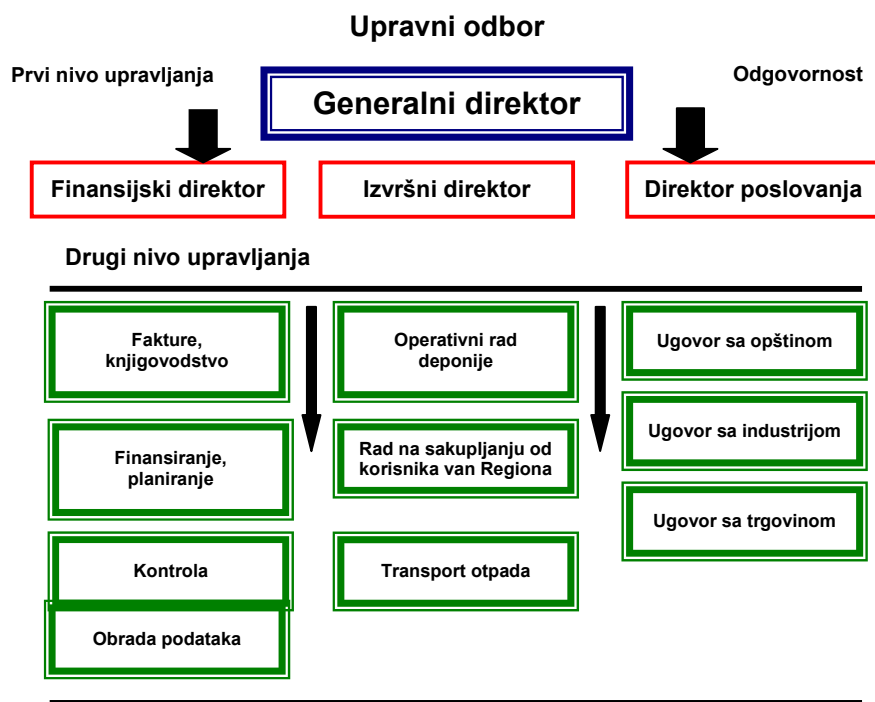 Upravni odbor
Prvi nivo upravljanja
Odgovornost
Generalni direktor
Finansijski direktor
Izvršni direktor
Direktor poslovanja
Drugi nivo upravljanja
Fakture,
knjigovodstvo
Operativni rad
deponije
Ugovor sa opštinom
Finansiranje,
planiranje
Rad na sakupljanju od
korisnika van Regiona
Ugovor sa industrijom
Ugovor sa trgovinom
Kontrola
Transport otpada
Obrada podataka